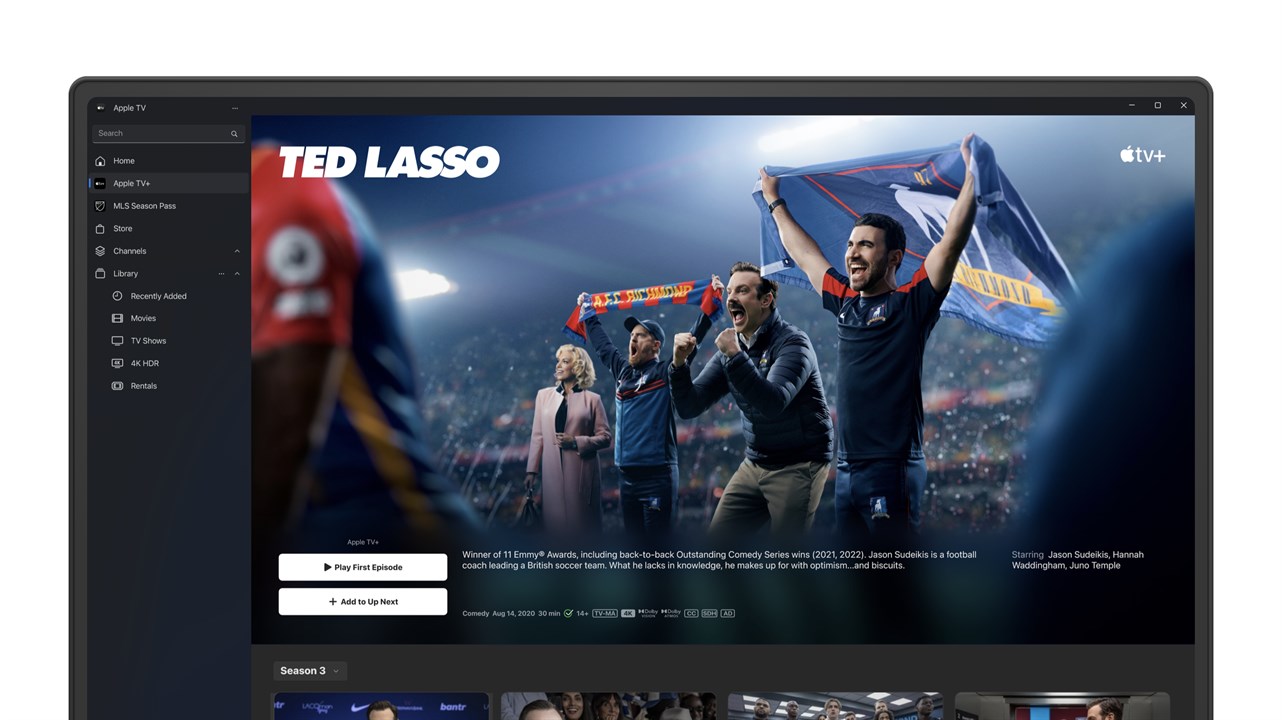 Apple TV
Search
Home
Apple TV+
MLS Season Pass
Store
Channels
Library
Recently Added
Movies
TV Shows
4K HDR
Rentals
TED LASSO
tv+
A.F.C. RICHMOND
RICHMOND
Apple TV+
Play First Episode
Add to Up Next
Winner of 11 Emmy® Awards, including back-to-back Outstanding Comedy Series wins (2021, 2022). Jason Sudeikis is a football
coach leading a British soccer team. What he lacks in knowledge, he makes up for with optimism...and biscuits.
Starring Jason Sudeikis, Hannah
Waddingham, Juno Temple
Comedy Aug 14, 2020 30 min 14+ TV-MA 4K Dolby VISION Dolby ATMOS CC SDH AD
Season 3
bantr